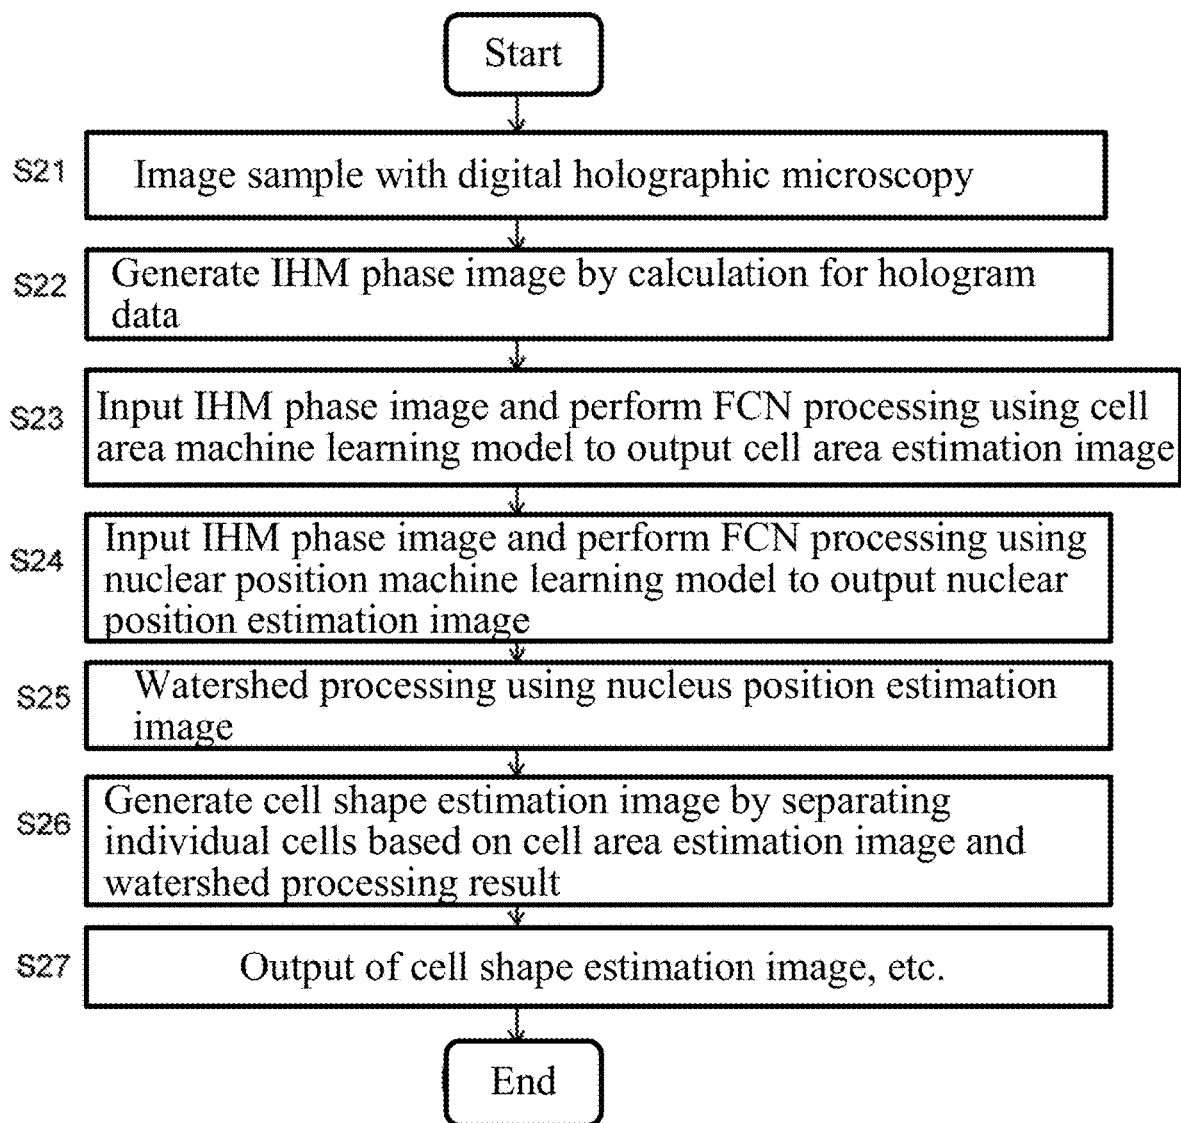 Start
S21
Image sample with digital holographic microscopy
S22
Generate IHM phase image by calculation for hologram
data
S23
Input IHM phase image and perform FCN processing using cell
area machine learning model to output cell area estimation image
S24
Input IHM phase image and perform FCN processing using
nuclear position machine learning model to output nuclear
position estimation image
S25
Watershed processing using nucleus position estimation
image
S26
Generate cell shape estimation image by separating
individual cells based on cell area estimation image and
watershed processing result
S27
Output of cell shape estimation image, etc.
End